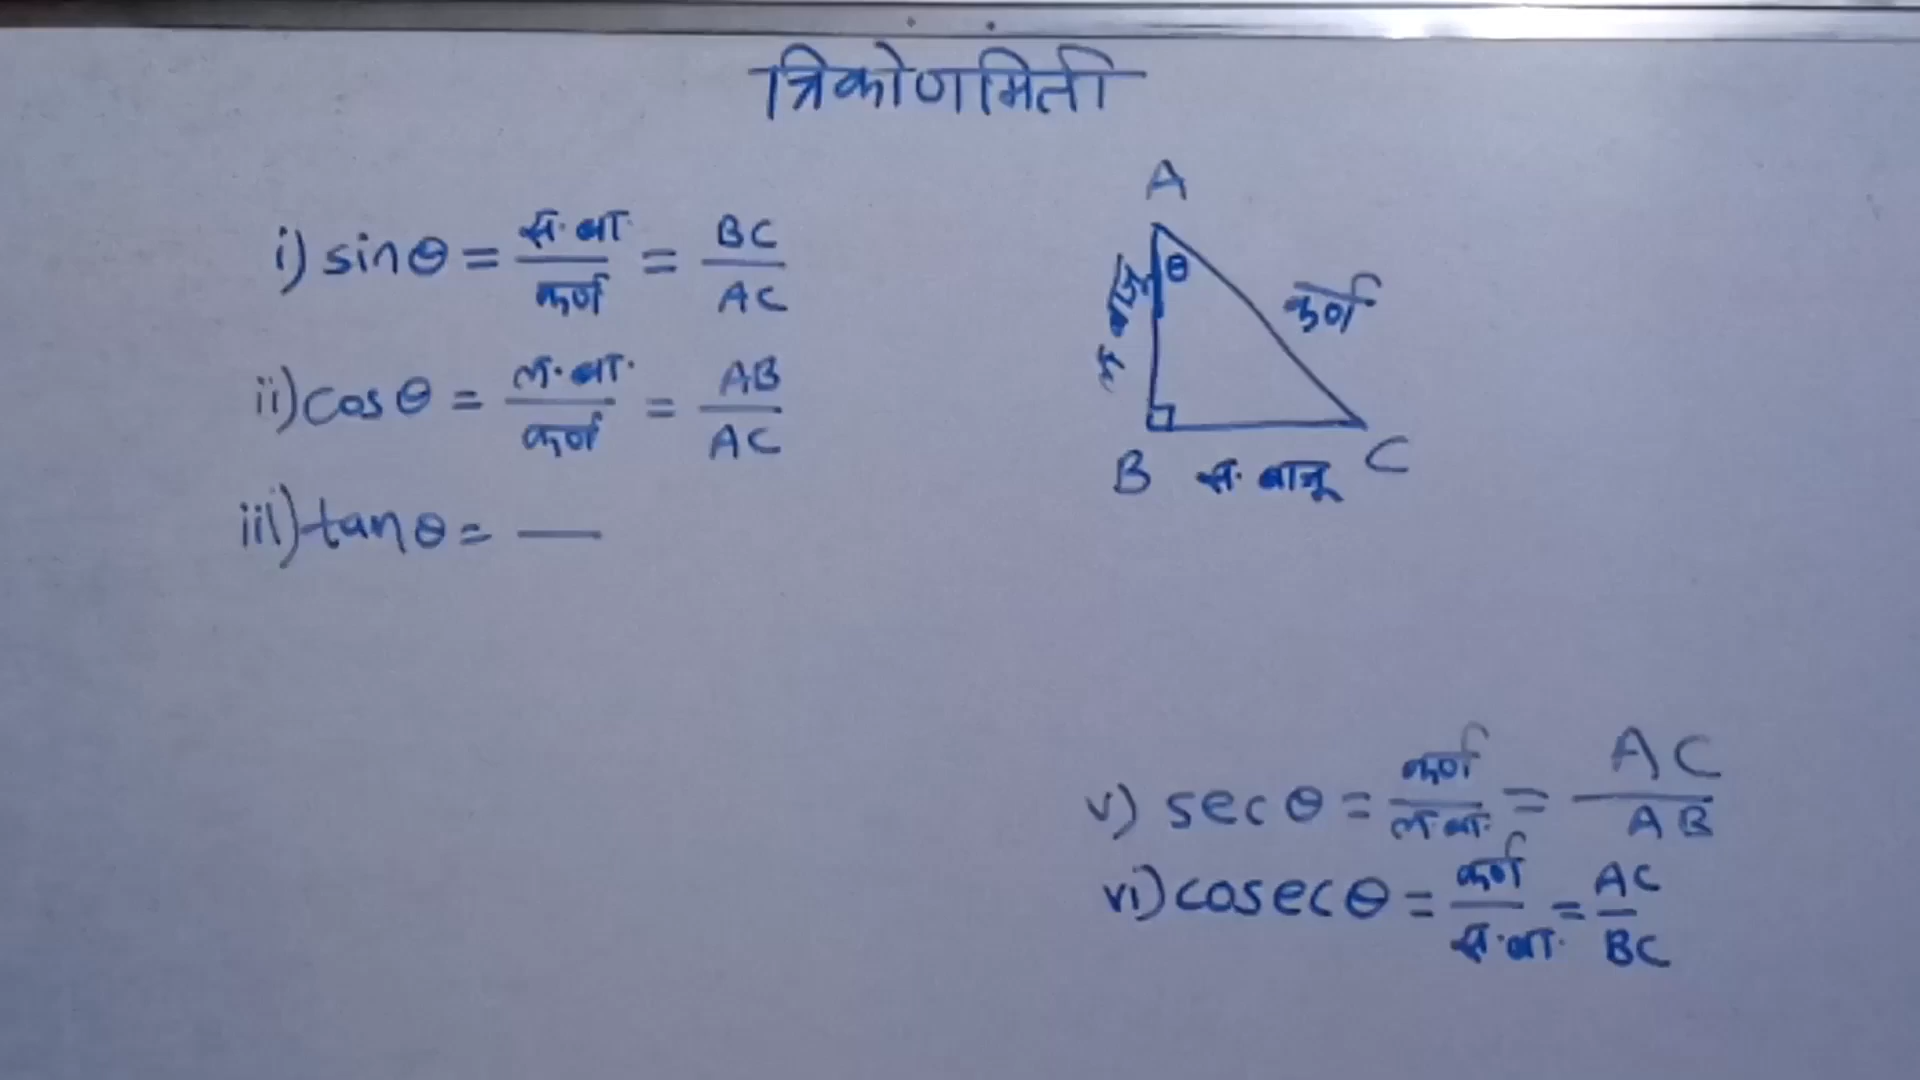 त्रिकोणमिती
i) sinθ = स.बा. / कर्ण = BC / AC
ii) cosθ = ल.बा. / कर्ण = AB / AC
iii) tanθ = —
A
θ
कर्ण
B
स. बाजू
C
v) secθ = कर्ण / ल.बा. = AC / AB
vi) cosecθ = कर्ण / स.बा. = AC / BC